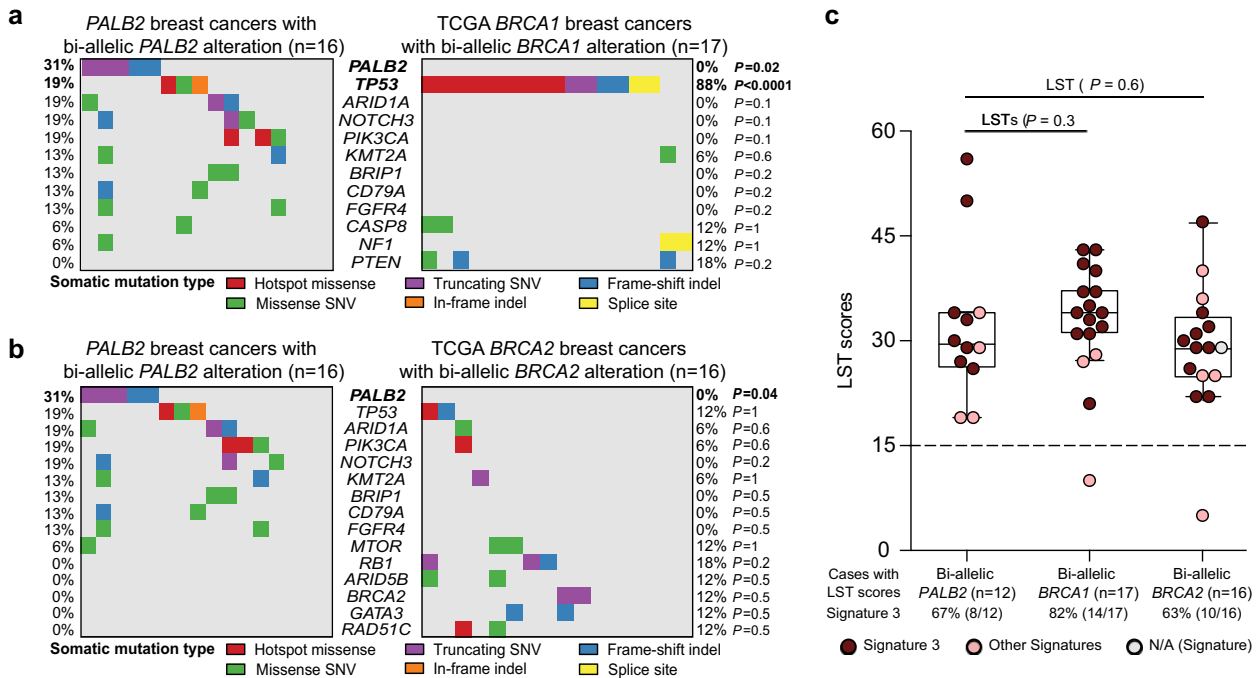 a
PALB2 breast cancers with
bi-allelic PALB2 alteration (n=16)
TCGA BRCA1 breast cancers
with bi-allelic BRCA1 alteration (n=17)
31% PALB2 0% P=0.02
19% TP53 88% P<0.0001
19% ARID1A 0% P=0.1
19% NOTCH3 0% P=0.1
19% PIK3CA 0% P=0.1
13% KMT2A 6% P=0.6
13% BRIP1 0% P=0.2
13% CD79A 0% P=0.2
13% FGFR4 0% P=0.2
6% CASP8 12% P=1
6% NF1 12% P=1
0% PTEN 18% P=0.2
Somatic mutation type
Hotspot missense
Truncating SNV
Frame-shift indel
Missense SNV
In-frame indel
Splice site
b
PALB2 breast cancers with
bi-allelic PALB2 alteration (n=16)
TCGA BRCA2 breast cancers
with bi-allelic BRCA2 alteration (n=16)
31% PALB2 0% P=0.04
19% TP53 12% P=1
19% ARID1A 6% P=0.6
19% PIK3CA 6% P=0.6
19% NOTCH3 0% P=0.2
13% KMT2A 6% P=1
13% BRIP1 0% P=0.5
13% CD79A 0% P=0.5
13% FGFR4 0% P=0.5
6% MTOR 12% P=1
0% RB1 18% P=0.2
0% ARID5B 12% P=0.5
0% BRCA2 12% P=0.5
0% GATA3 12% P=0.5
0% RAD51C 12% P=0.5
Somatic mutation type
Hotspot missense
Truncating SNV
Frame-shift indel
Missense SNV
In-frame indel
Splice site
c
LST ( P = 0.6)
LSTs (P = 0.3
60
45
30
15
0
LST scores
Cases with
LST scores
Bi-allelic
PALB2 (n=12)
Bi-allelic
BRCA1 (n=17)
Bi-allelic
BRCA2 (n=16)
Signature 3 67% (8/12) 82% (14/17) 63% (10/16)
Signature 3
Other Signatures
N/A (Signature)